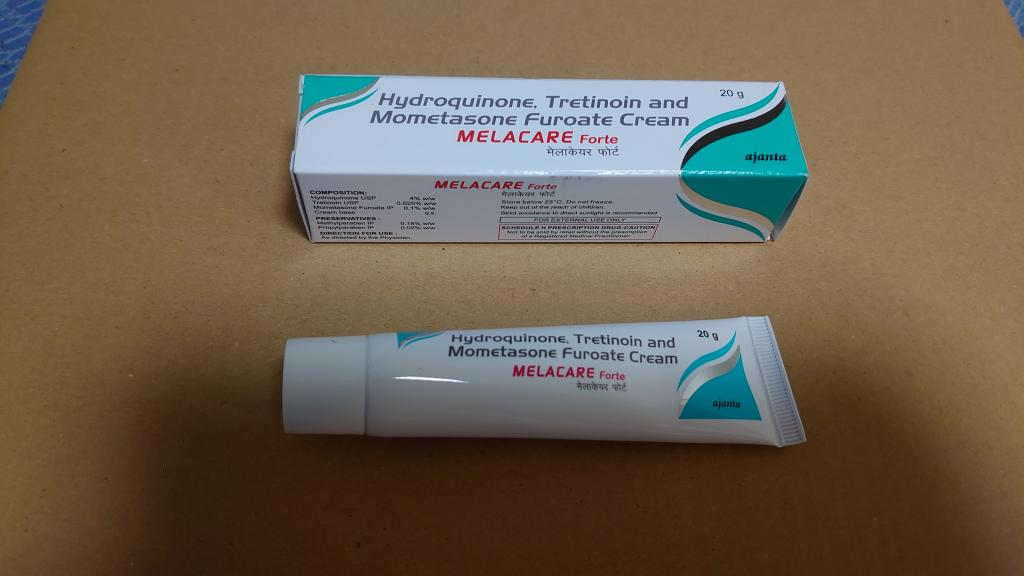 Hydroquinone, Tretinoin and
Mometasone Furoate Cream
MELACARE Forte
मेलाकेयर फोर्ट
20 g
ajanta
COMPOSITION:
Hydroquinone USP 4% w/w
Tretinoin USP 0.025% w/w
Mometasone Furoate IP 0.1% w/w
Cream base q.s.
PRESERVATIVES :
Methylparaben IP 0.18% w/w
Propylparaben IP 0.02% w/w
DIRECTION FOR USE :
As directed by the Physician.
MELACARE Forte
मेलाकेयर फोर्ट
Store below 25°C. Do not freeze.
Keep out of the reach of children.
Strict avoidance to direct sunlight is recommended
FOR EXTERNAL USE ONLY
SCHEDULE H PRESCRIPTION DRUG-CAUTION
Not to be sold by retail without the prescription
of a Registered Medical Practitioner.
Hydroquinone, Tretinoin and
Mometasone Furoate Cream
MELACARE Forte
मेलाकेयर फोर्ट
20 g
ajanta